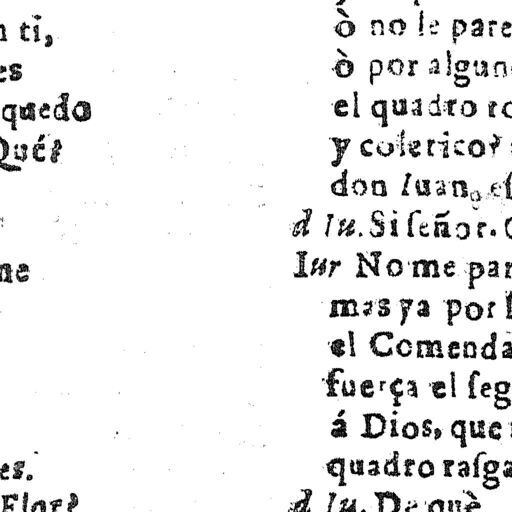 n ti,
es
quedo
Qué?
ne
es.
Flor?
ò no le pare
ò por algun
el quadro ro
y colerico?
don Iuan, eſ
d Iu. Si ſeñor.
Iur No me par
mas ya por ſ
el Comenda
fuerça el ſeg
á Dios, que
quadro raſga
d Iu. De què